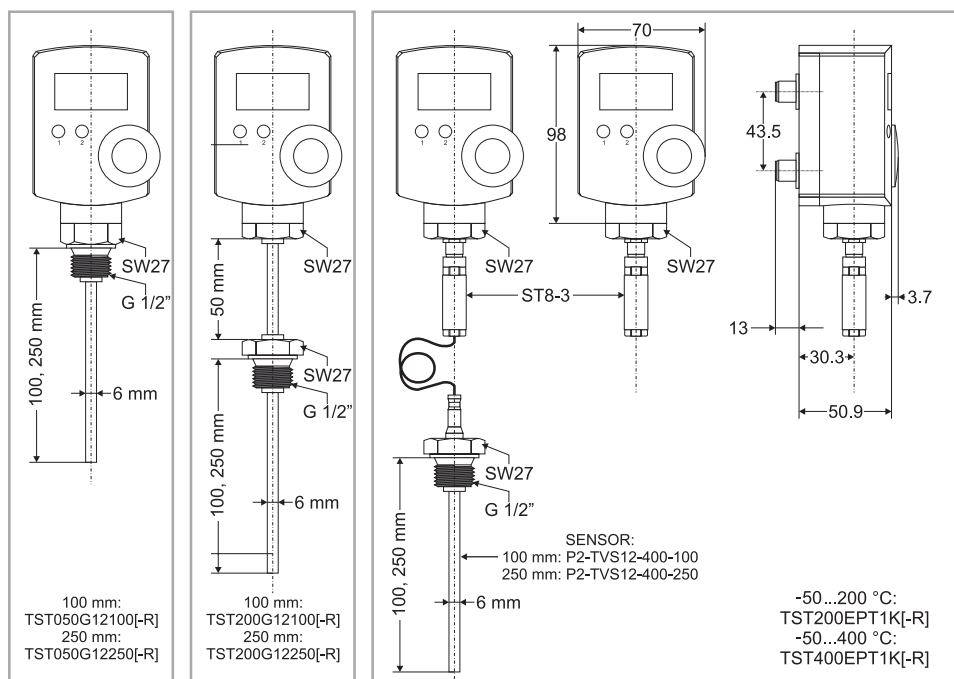 1 2
SW27
G 1/2”
100, 250 mm
6 mm
100 mm:
TST050G12100[-R]
250 mm:
TST050G12250[-R]
1 2
SW27
50 mm
SW27
G 1/2”
100, 250 mm
6 mm
100 mm:
TST200G12100[-R]
250 mm:
TST200G12250[-R]
1 2
SW27
ST8-3
SW27
G 1/2”
100, 250 mm
6 mm
SENSOR:
100 mm: P2-TVS12-400-100
250 mm: P2-TVS12-400-250
70
98
1 2
SW27
43.5
13
3.7
30.3
50.9
-50...200 °C:
TST200EPT1K[-R]
-50...400 °C:
TST400EPT1K[-R]